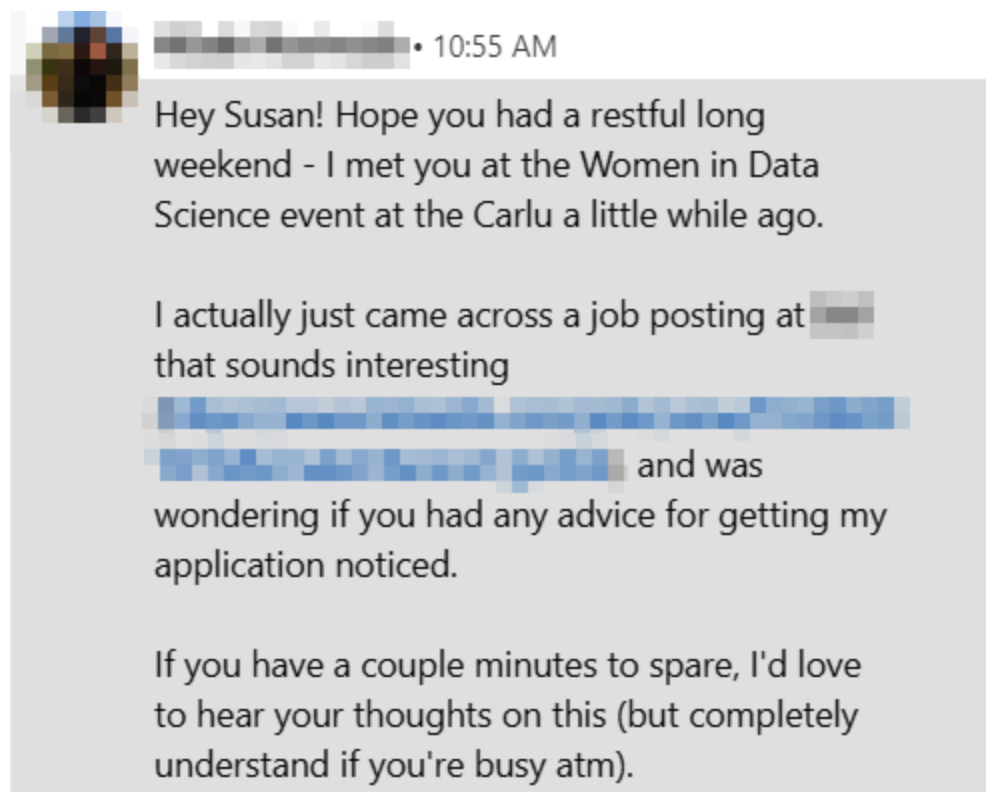 • 10:55 AM
Hey Susan! Hope you had a restful long
weekend - I met you at the Women in Data
Science event at the Carlu a little while ago.
I actually just came across a job posting at
that sounds interesting
and was
wondering if you had any advice for getting my
application noticed.
If you have a couple minutes to spare, I'd love
to hear your thoughts on this (but completely
understand if you're busy atm).